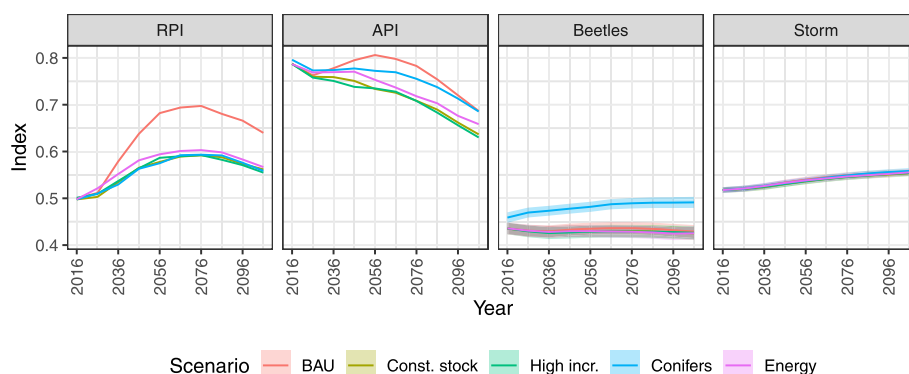 RPI API Beetles Storm
Index
0.8
0.7
0.6
0.5
0.4
2016 2036 2056 2076 2096 2016 2036 2056 2076 2096 2016 2036 2056 2076 2096 2016 2036 2056 2076 2096
Year
Scenario BAU Const. stock High incr. Conifers Energy